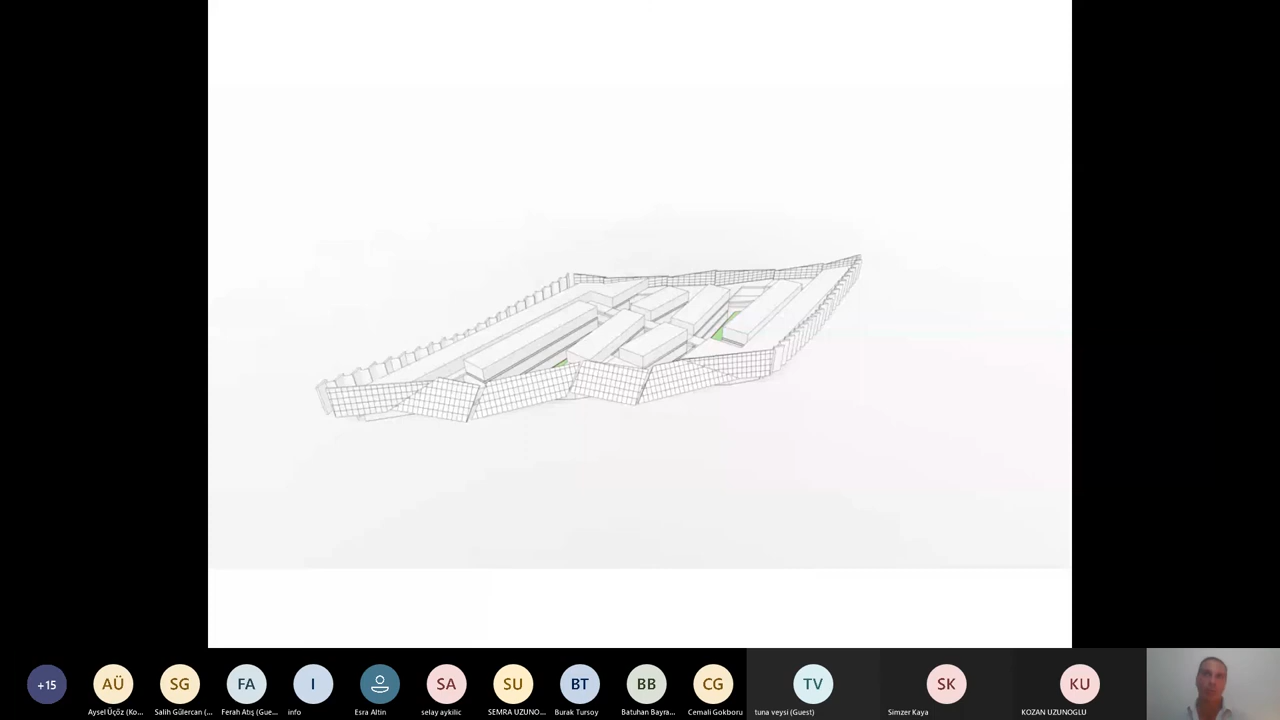 +15
AÜ
SG
FA
I
SA
SU
BT
BB
CG
TV
SK
KU
Aysel Üçöz (Ko...
Salih Gülercan (...
Ferah Atış (Gue...
info
Esra Altin
selay aykilic
SEMRA UZUNO...
Burak Tursoy
Batuhan Bayra...
Cemali Gokboru
tuna veysi (Guest)
Simzer Kaya
KOZAN UZUNOGLU